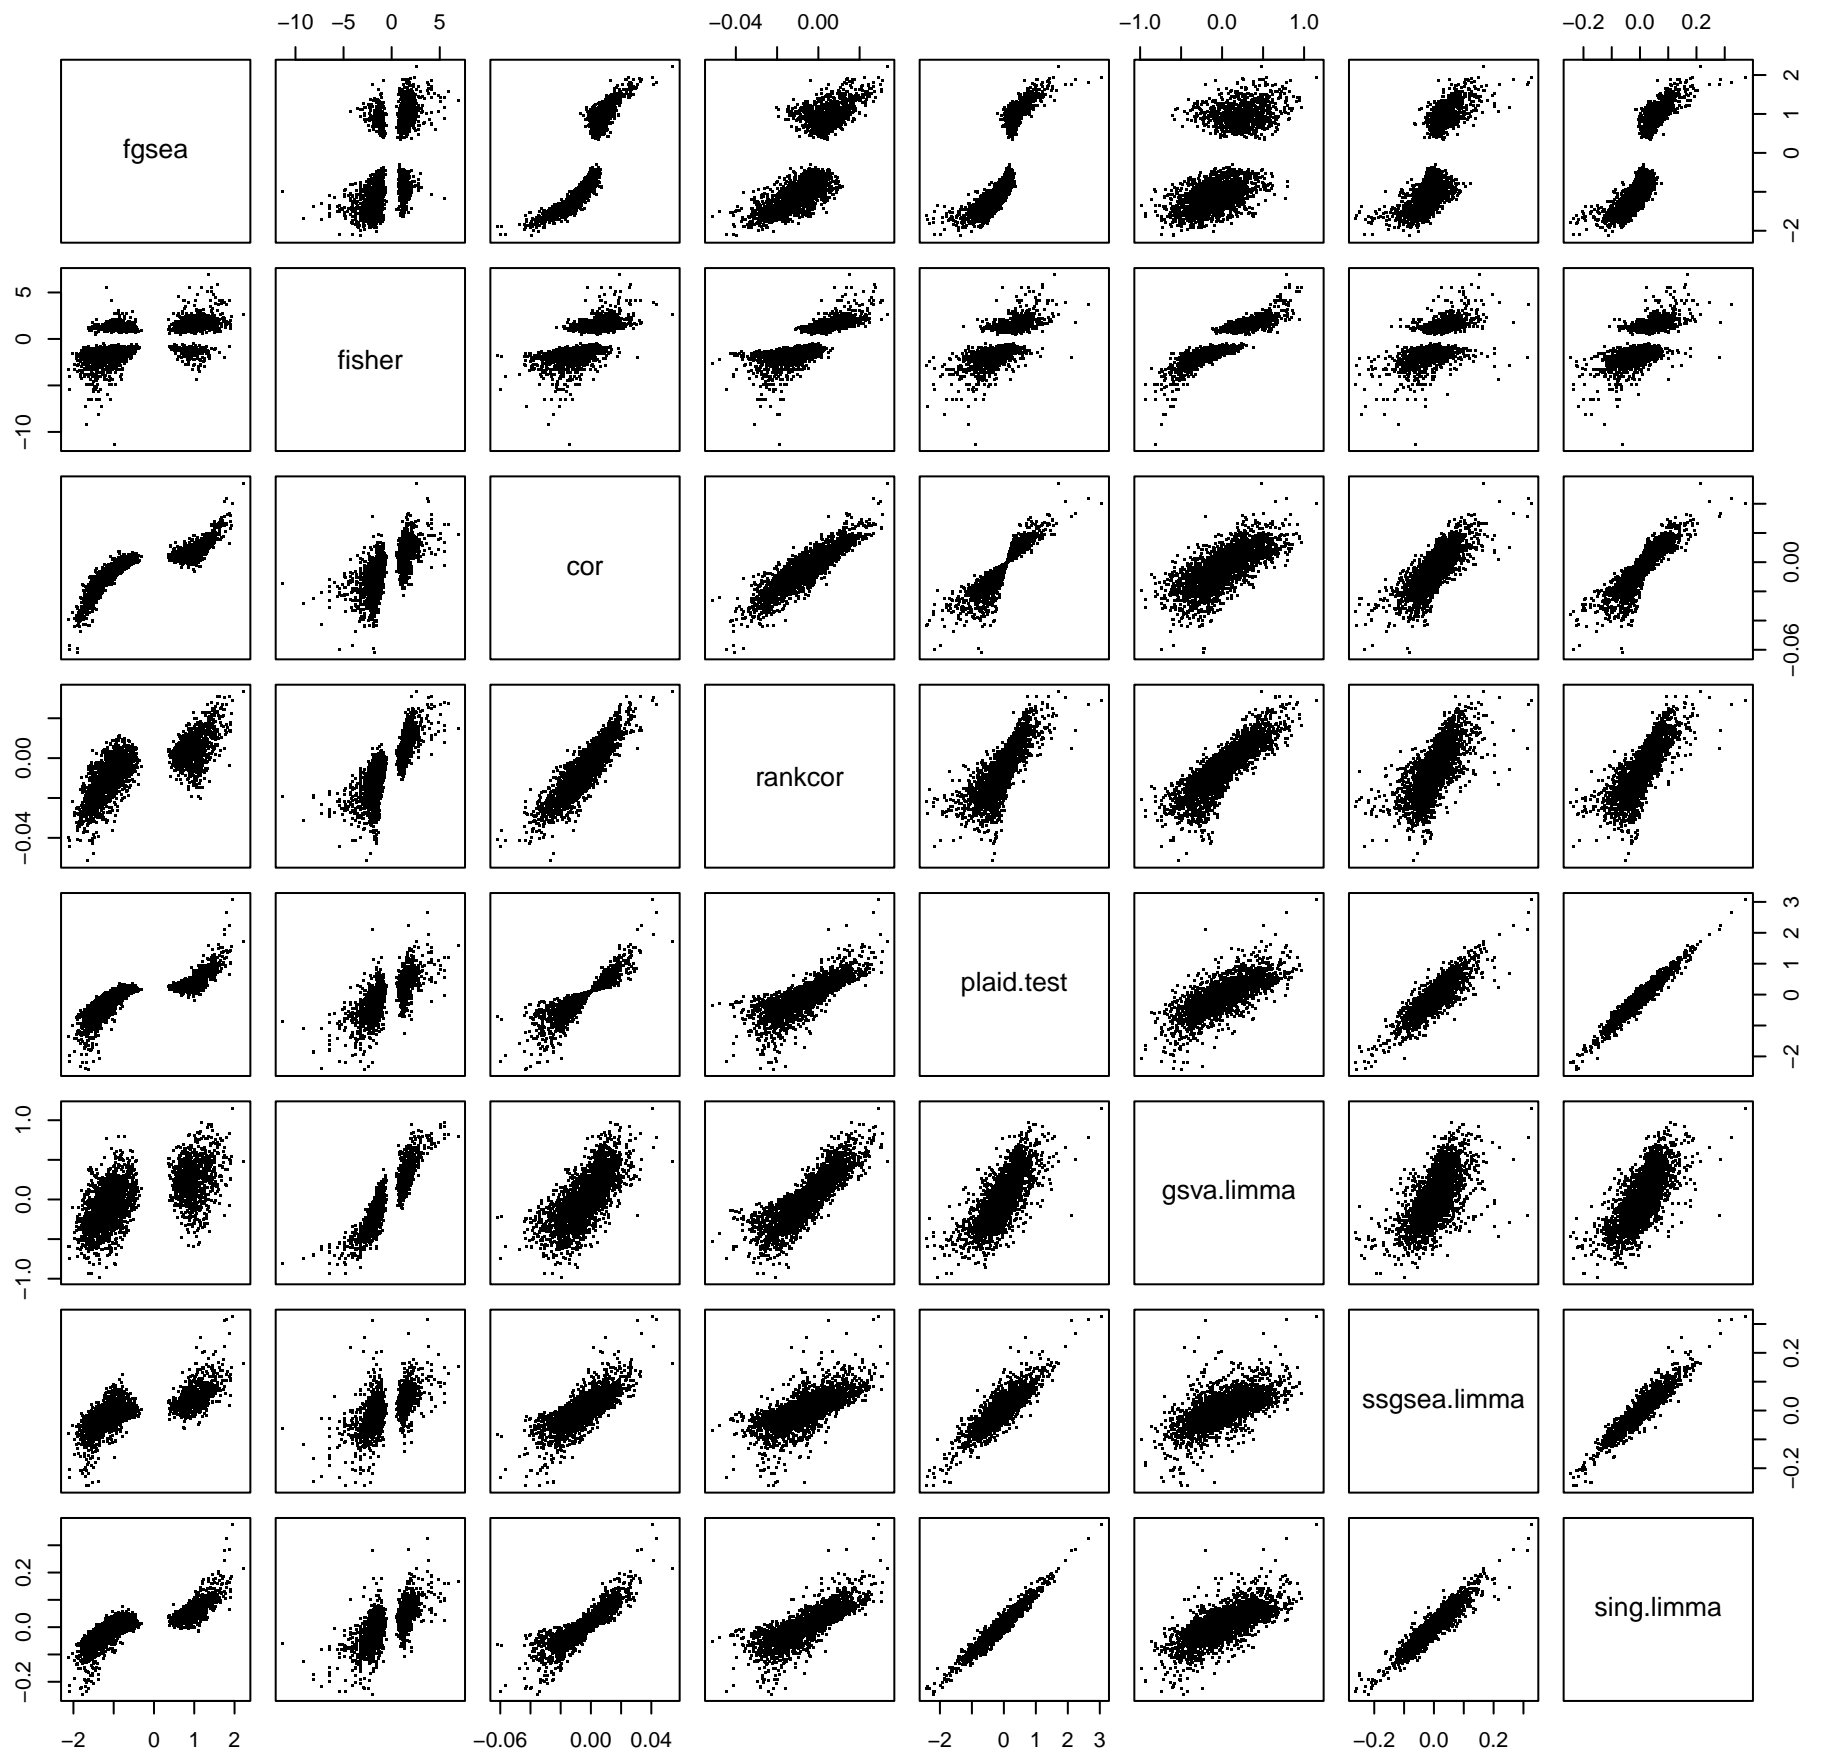 −10 −5 0 5 −0.04 0.00 −1.0 0.0 1.0 −0.2 0.0 0.2
fgsea
−2 0 1 2
−10 0 5
fisher
cor
−0.06 0.00
−0.04 0.00
rankcor
plaid.test
−2 0 1 2 3
−1.0 0.0 1.0
gsva.limma
ssgsea.limma
−0.2 0.0 0.2
−0.2 0.0 0.2
sing.limma
−2 0 1 2 −0.06 0.00 0.04 −2 0 1 2 3 −0.2 0.0 0.2